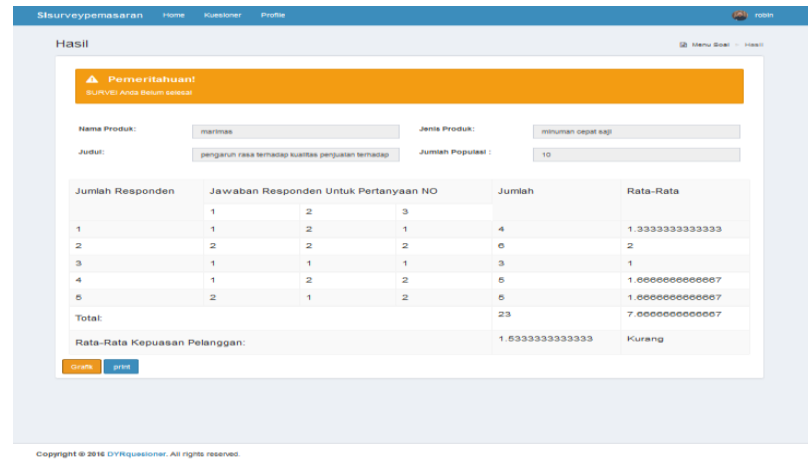 SIsurveypemasaran Home Kuesioner Profile robin
Hasil Menu Soal > Hasil
Pemeritahuan!
SURVEI Anda Belum selesai
Nama Produk: marimas Jenis Produk: minuman cepat saji
Judul: pengaruh rasa terhadap kualitas penjualan terhadap Jumlah Populasi : 10
Jumlah Responden Jawaban Responden Untuk Pertanyaan NO Jumlah Rata-Rata
1 2 3
1 1 2 1 4 1.3333333333333
2 2 2 2 6 2
3 1 1 1 3 1
4 1 2 2 5 1.6666666666667
5 2 1 2 5 1.6666666666667
Total: 23 7.6666666666667
Rata-Rata Kepuasan Pelanggan: 1.5333333333333 Kurang
Grafik print
Copyright © 2016 DYRquesioner. All rights reserved.